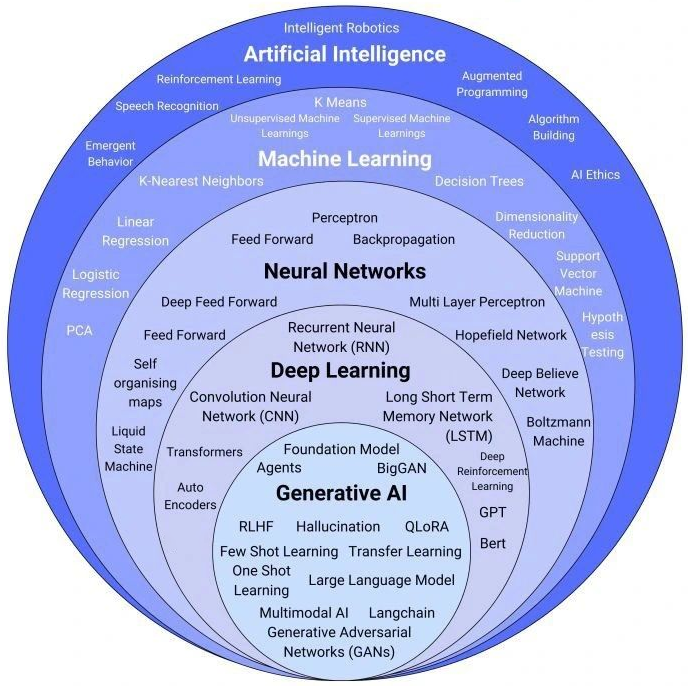 Intelligent Robotics
Artificial Intelligence
Reinforcement Learning
Augmented
Programming
Speech Recognition
Algorithm
Building
Emergent
Behavior
AI Ethics
K Means
Unsupervised Machine
Learnings
Supervised Machine
Learnings
Machine Learning
K-Nearest Neighbors
Decision Trees
Linear
Regression
Dimensionality
Reduction
Logistic
Regression
Support
Vector
Machine
PCA
Hypoth
esis
Testing
Perceptron
Feed Forward
Backpropagation
Neural Networks
Deep Feed Forward
Multi Layer Perceptron
Feed Forward
Hopefield Network
Self
organising
maps
Deep Believe
Network
Liquid
State
Machine
Boltzmann
Machine
Recurrent Neural
Network (RNN)
Deep Learning
Convolution Neural
Network (CNN)
Long Short Term
Memory Network
(LSTM)
Transformers
Deep
Reinforcement
Learning
Auto
Encoders
GPT
Bert
Foundation Model
Agents
BigGAN
Generative AI
RLHF
Hallucination
QLoRA
Few Shot Learning
Transfer Learning
One Shot
Learning
Large Language Model
Multimodal AI
Langchain
Generative Adversarial
Networks (GANs)